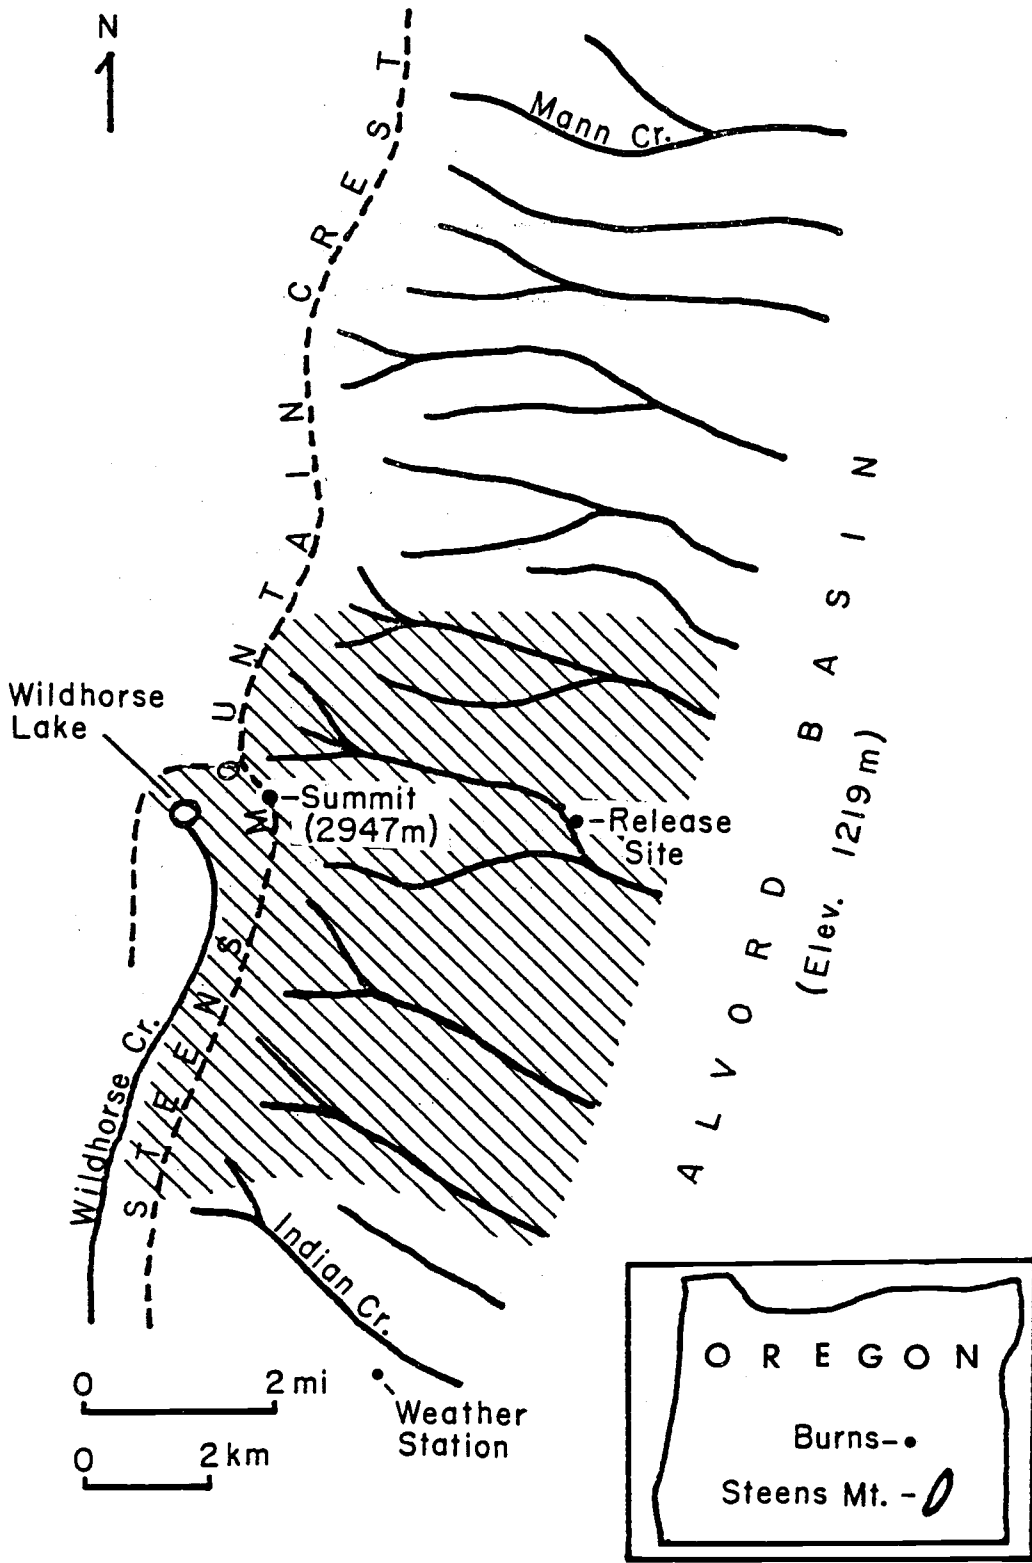 N
Mann Cr.
STEENS MOUNTAIN CREST
ALVORD BASIN
(Elev. 1219m)
Wildhorse
Lake
Summit
(2947m)
Release
Site
Wildhorse Cr.
Indian Cr.
0 2 mi
0 2 km
Weather
Station
OREGON
Burns
Steens Mt.